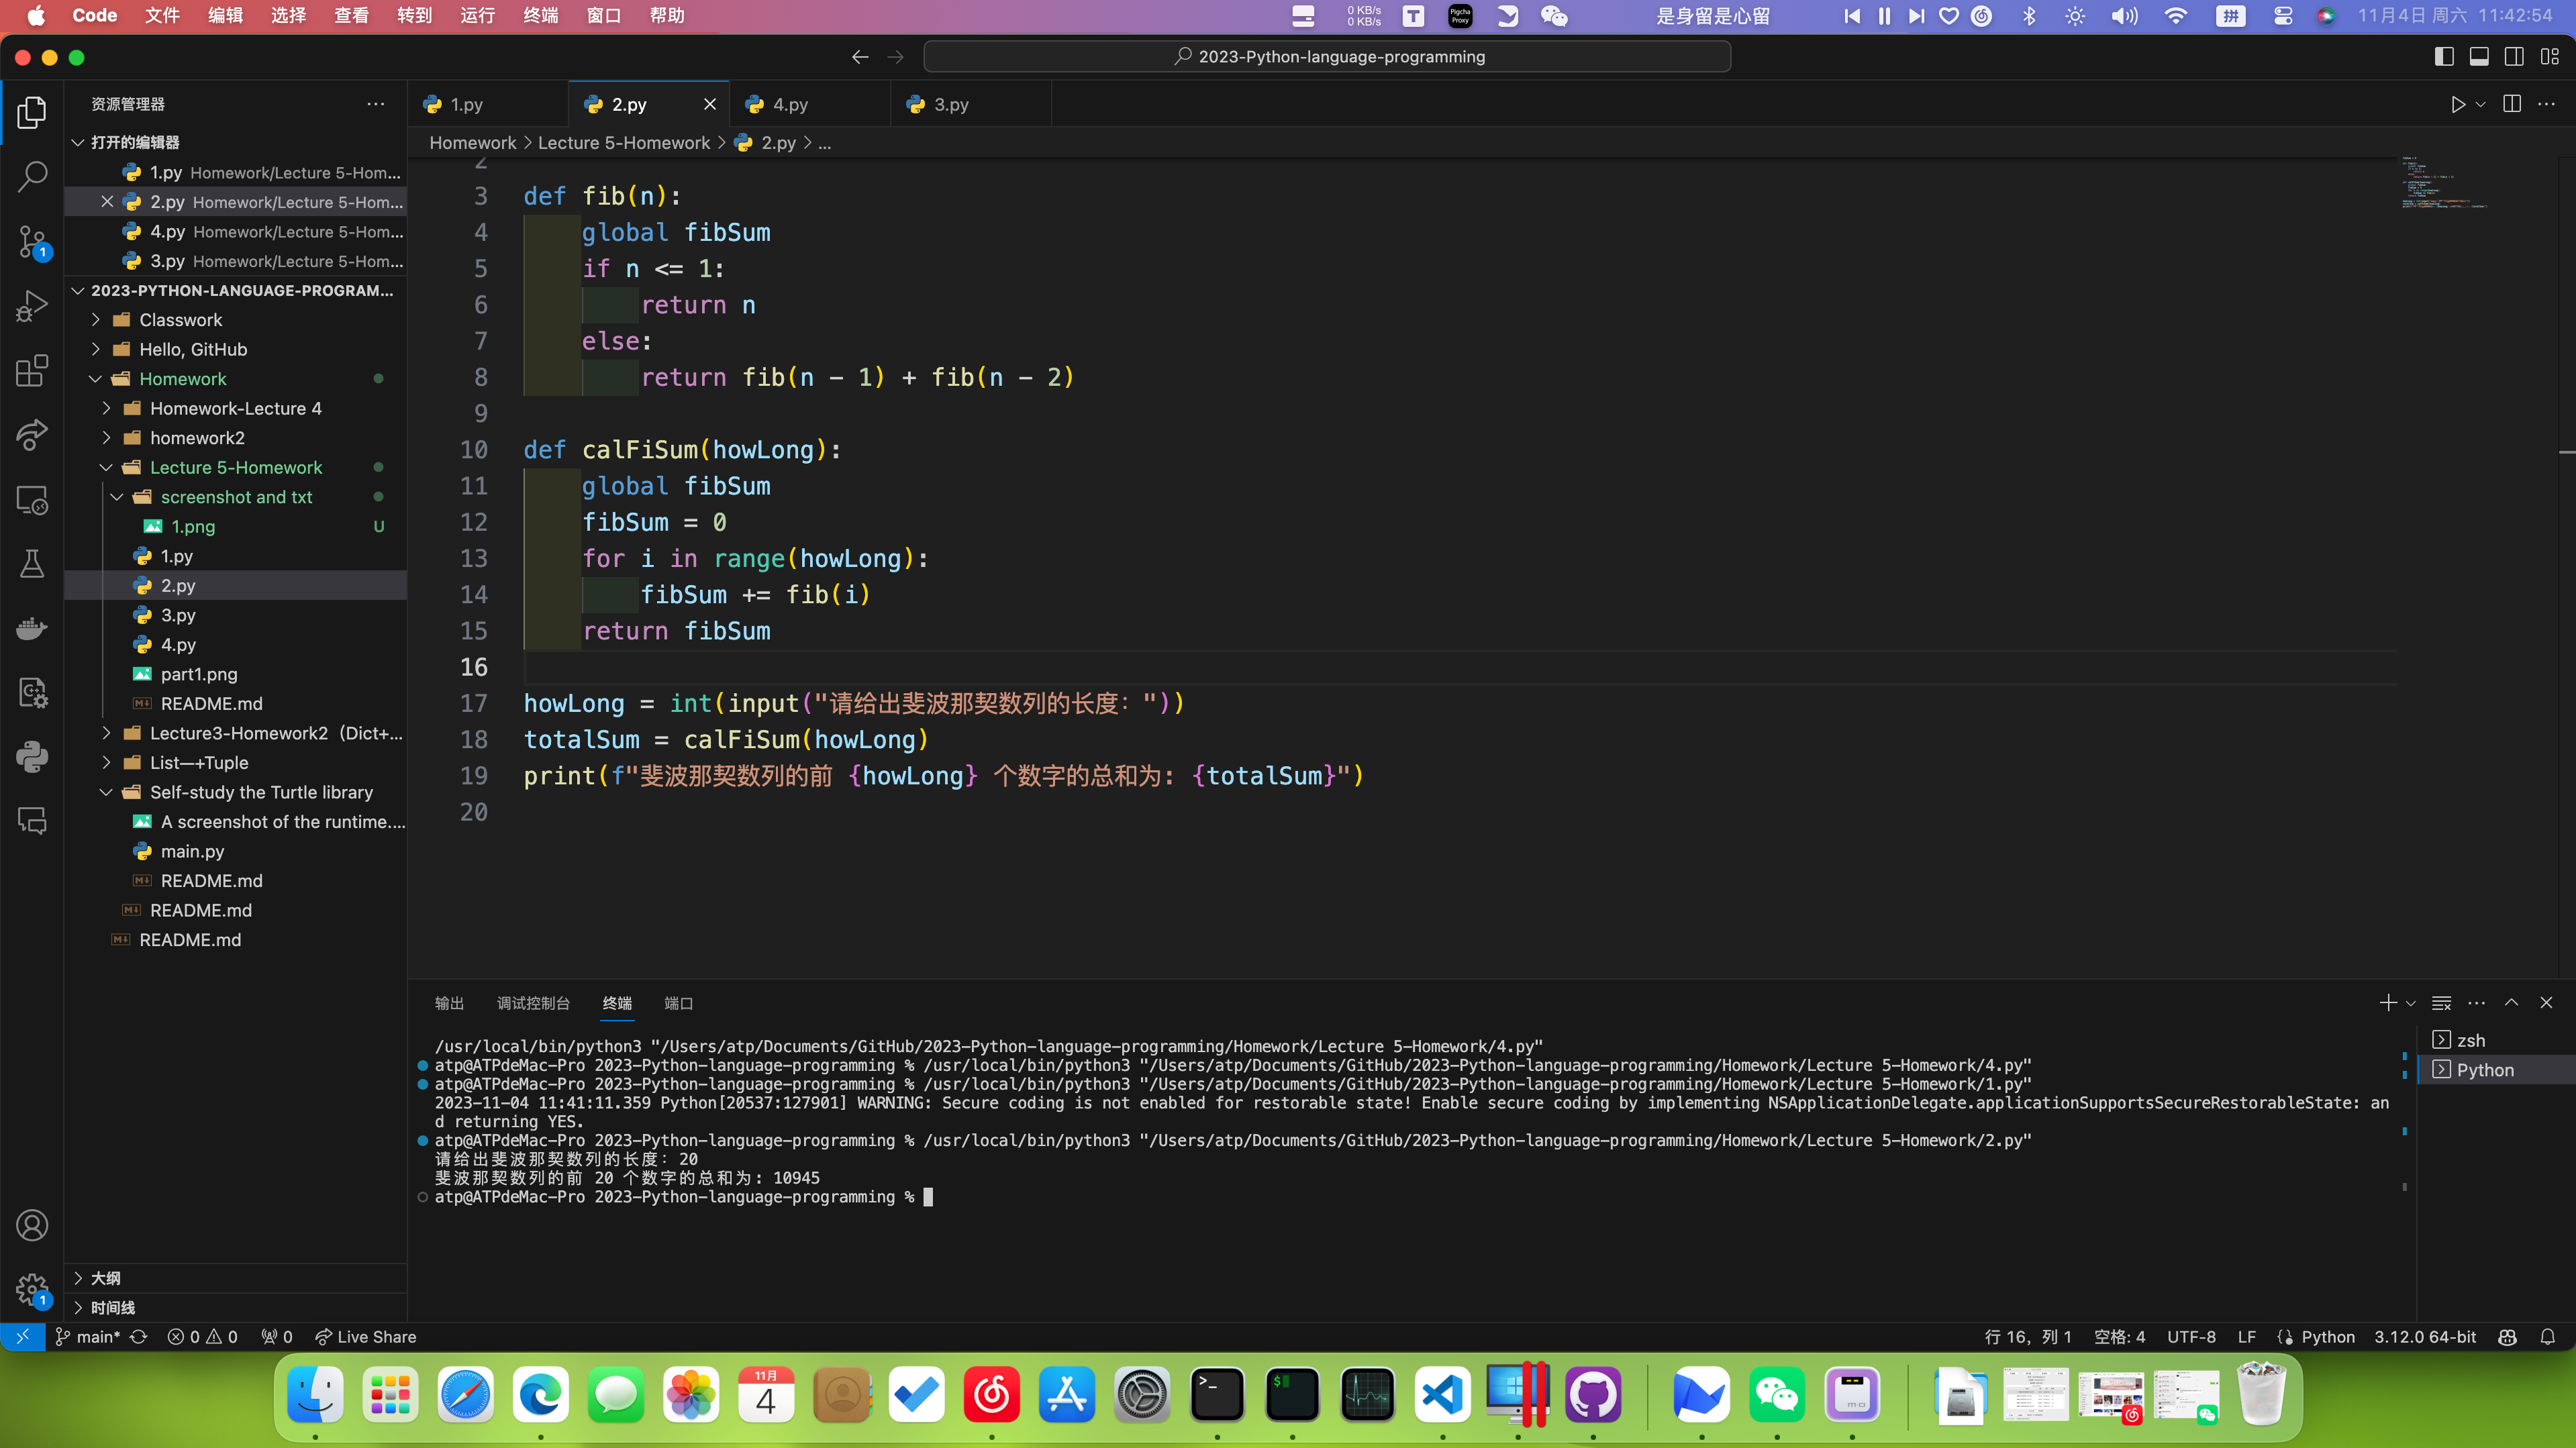 Code 文件 编辑 选择 查看 转到 运行 终端 窗口 帮助
0 KB/s
0 KB/s
T
Pigcha
Proxy
是身留是心留
拼
11月4日 周六 11:42:54
2023-Python-language-programming
资源管理器
1.py
2.py
4.py
3.py
打开的编辑器
Homework > Lecture 5-Homework > 2.py > ...
1.py Homework/Lecture 5-Hom...
2.py Homework/Lecture 5-Hom...
4.py Homework/Lecture 5-Hom...
3.py Homework/Lecture 5-Hom...
2023-PYTHON-LANGUAGE-PROGRAM...
Classwork
Hello, GitHub
Homework
Homework-Lecture 4
homework2
Lecture 5-Homework
screenshot and txt
1.png U
1.py
2.py
3.py
4.py
part1.png
README.md
Lecture3-Homework2（Dict+...
List—+Tuple
Self-study the Turtle library
A screenshot of the runtime....
main.py
README.md
README.md
README.md
大纲
时间线
1
1
2
3 def fib(n):
4 global fibSum
5 if n <= 1:
6 return n
7 else:
8 return fib(n - 1) + fib(n - 2)
9
10 def calFiSum(howLong):
11 global fibSum
12 fibSum = 0
13 for i in range(howLong):
14 fibSum += fib(i)
15 return fibSum
16
17 howLong = int(input("请给出斐波那契数列的长度: "))
18 totalSum = calFiSum(howLong)
19 print(f"斐波那契数列的前 {howLong} 个数字的总和为: {totalSum}")
20
输出 调试控制台 终端 端口
/usr/local/bin/python3 "/Users/atp/Documents/GitHub/2023-Python-language-programming/Homework/Lecture 5-Homework/4.py"
atp@ATPdeMac-Pro 2023-Python-language-programming % /usr/local/bin/python3 "/Users/atp/Documents/GitHub/2023-Python-language-programming/Homework/Lecture 5-Homework/4.py"
atp@ATPdeMac-Pro 2023-Python-language-programming % /usr/local/bin/python3 "/Users/atp/Documents/GitHub/2023-Python-language-programming/Homework/Lecture 5-Homework/1.py"
2023-11-04 11:41:11.359 Python[20537:127901] WARNING: Secure coding is not enabled for restorable state! Enable secure coding by implementing NSApplicationDelegate.applicationSupportsSecureRestorableState: an
d returning YES.
atp@ATPdeMac-Pro 2023-Python-language-programming % /usr/local/bin/python3 "/Users/atp/Documents/GitHub/2023-Python-language-programming/Homework/Lecture 5-Homework/2.py"
请给出斐波那契数列的长度: 20
斐波那契数列的前 20 个数字的总和为: 10945
atp@ATPdeMac-Pro 2023-Python-language-programming %
zsh
Python
main* 0 0 0 Live Share
行 16，列 1 空格: 4 UTF-8 LF Python 3.12.0 64-bit
11月
4